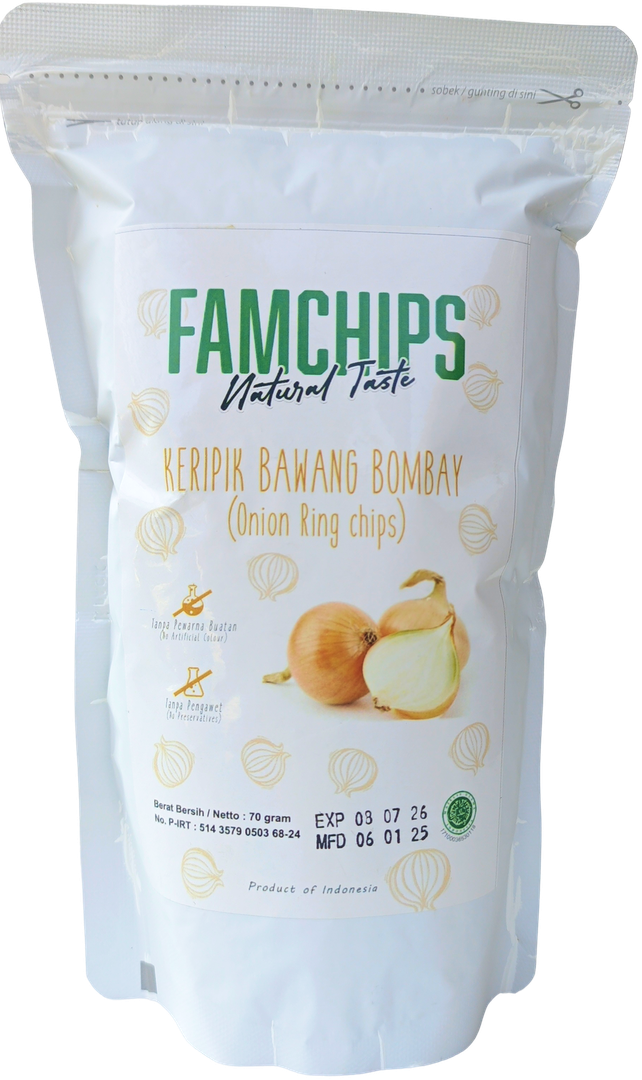 sobek / gunting di sini
FAMCHIPS
Natural Taste
KERIPIK BAWANG BOMBAY
(Onion Ring chips)
Tanpa Pewarna Buatan
(No Artificial Colour)
Tanpa Pengawet
(No Preservatives)
Berat Bersih / Netto : 70 gram
No. P-IRT : 514 3579 0503 68-24
EXP 08 07 26
MFD 06 01 25
Product of Indonesia